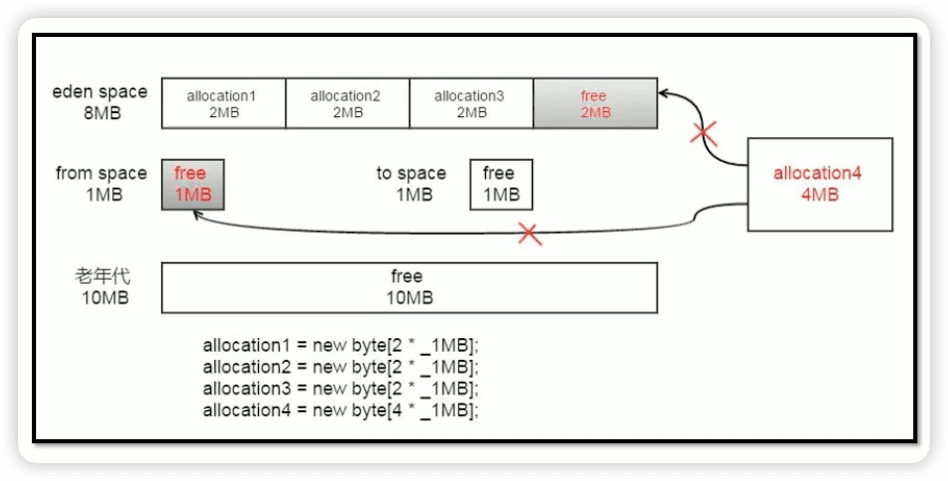 eden space
8MB
allocation1
2MB
allocation2
2MB
allocation3
2MB
free
2MB
from space
1MB
free
1MB
to space
1MB
free
1MB
allocation4
4MB
老年代
10MB
free
10MB
allocation1 = new byte[2 * _1MB];
allocation2 = new byte[2 * _1MB];
allocation3 = new byte[2 * _1MB];
allocation4 = new byte[4 * _1MB];